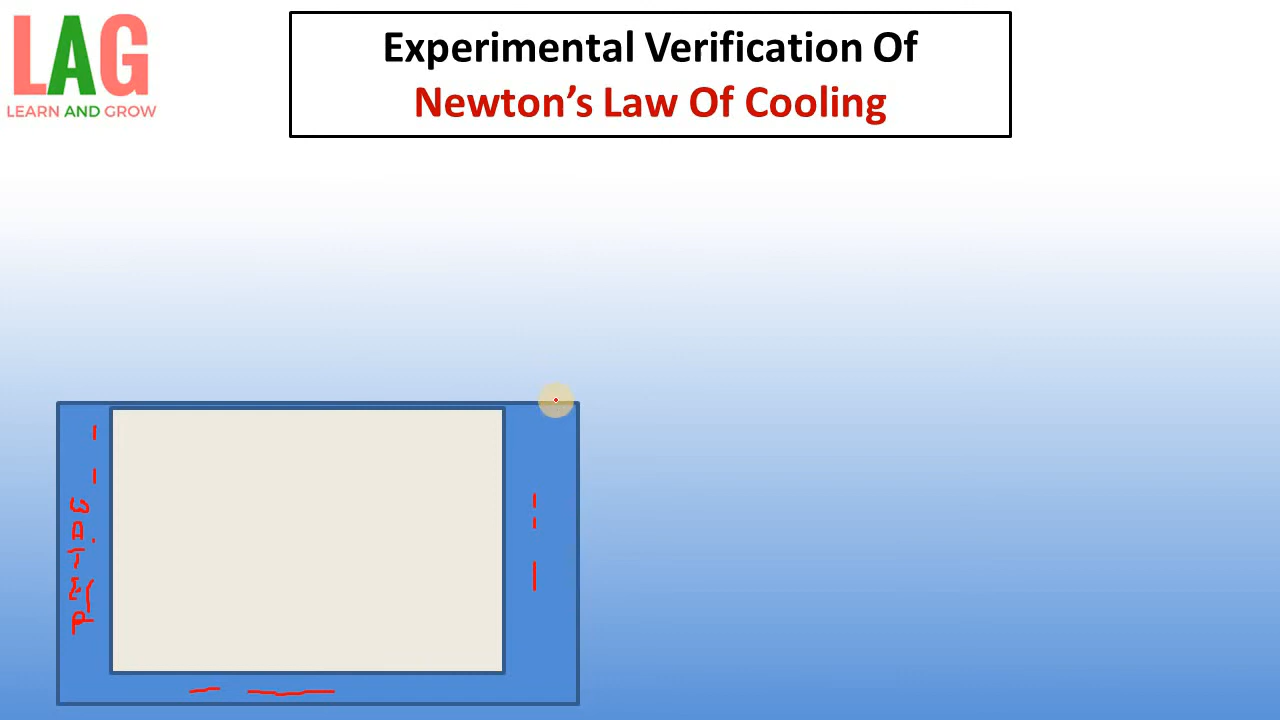 LAG
LEARN AND GROW
Experimental Verification Of
Newton's Law Of Cooling
W
A
T
E
R